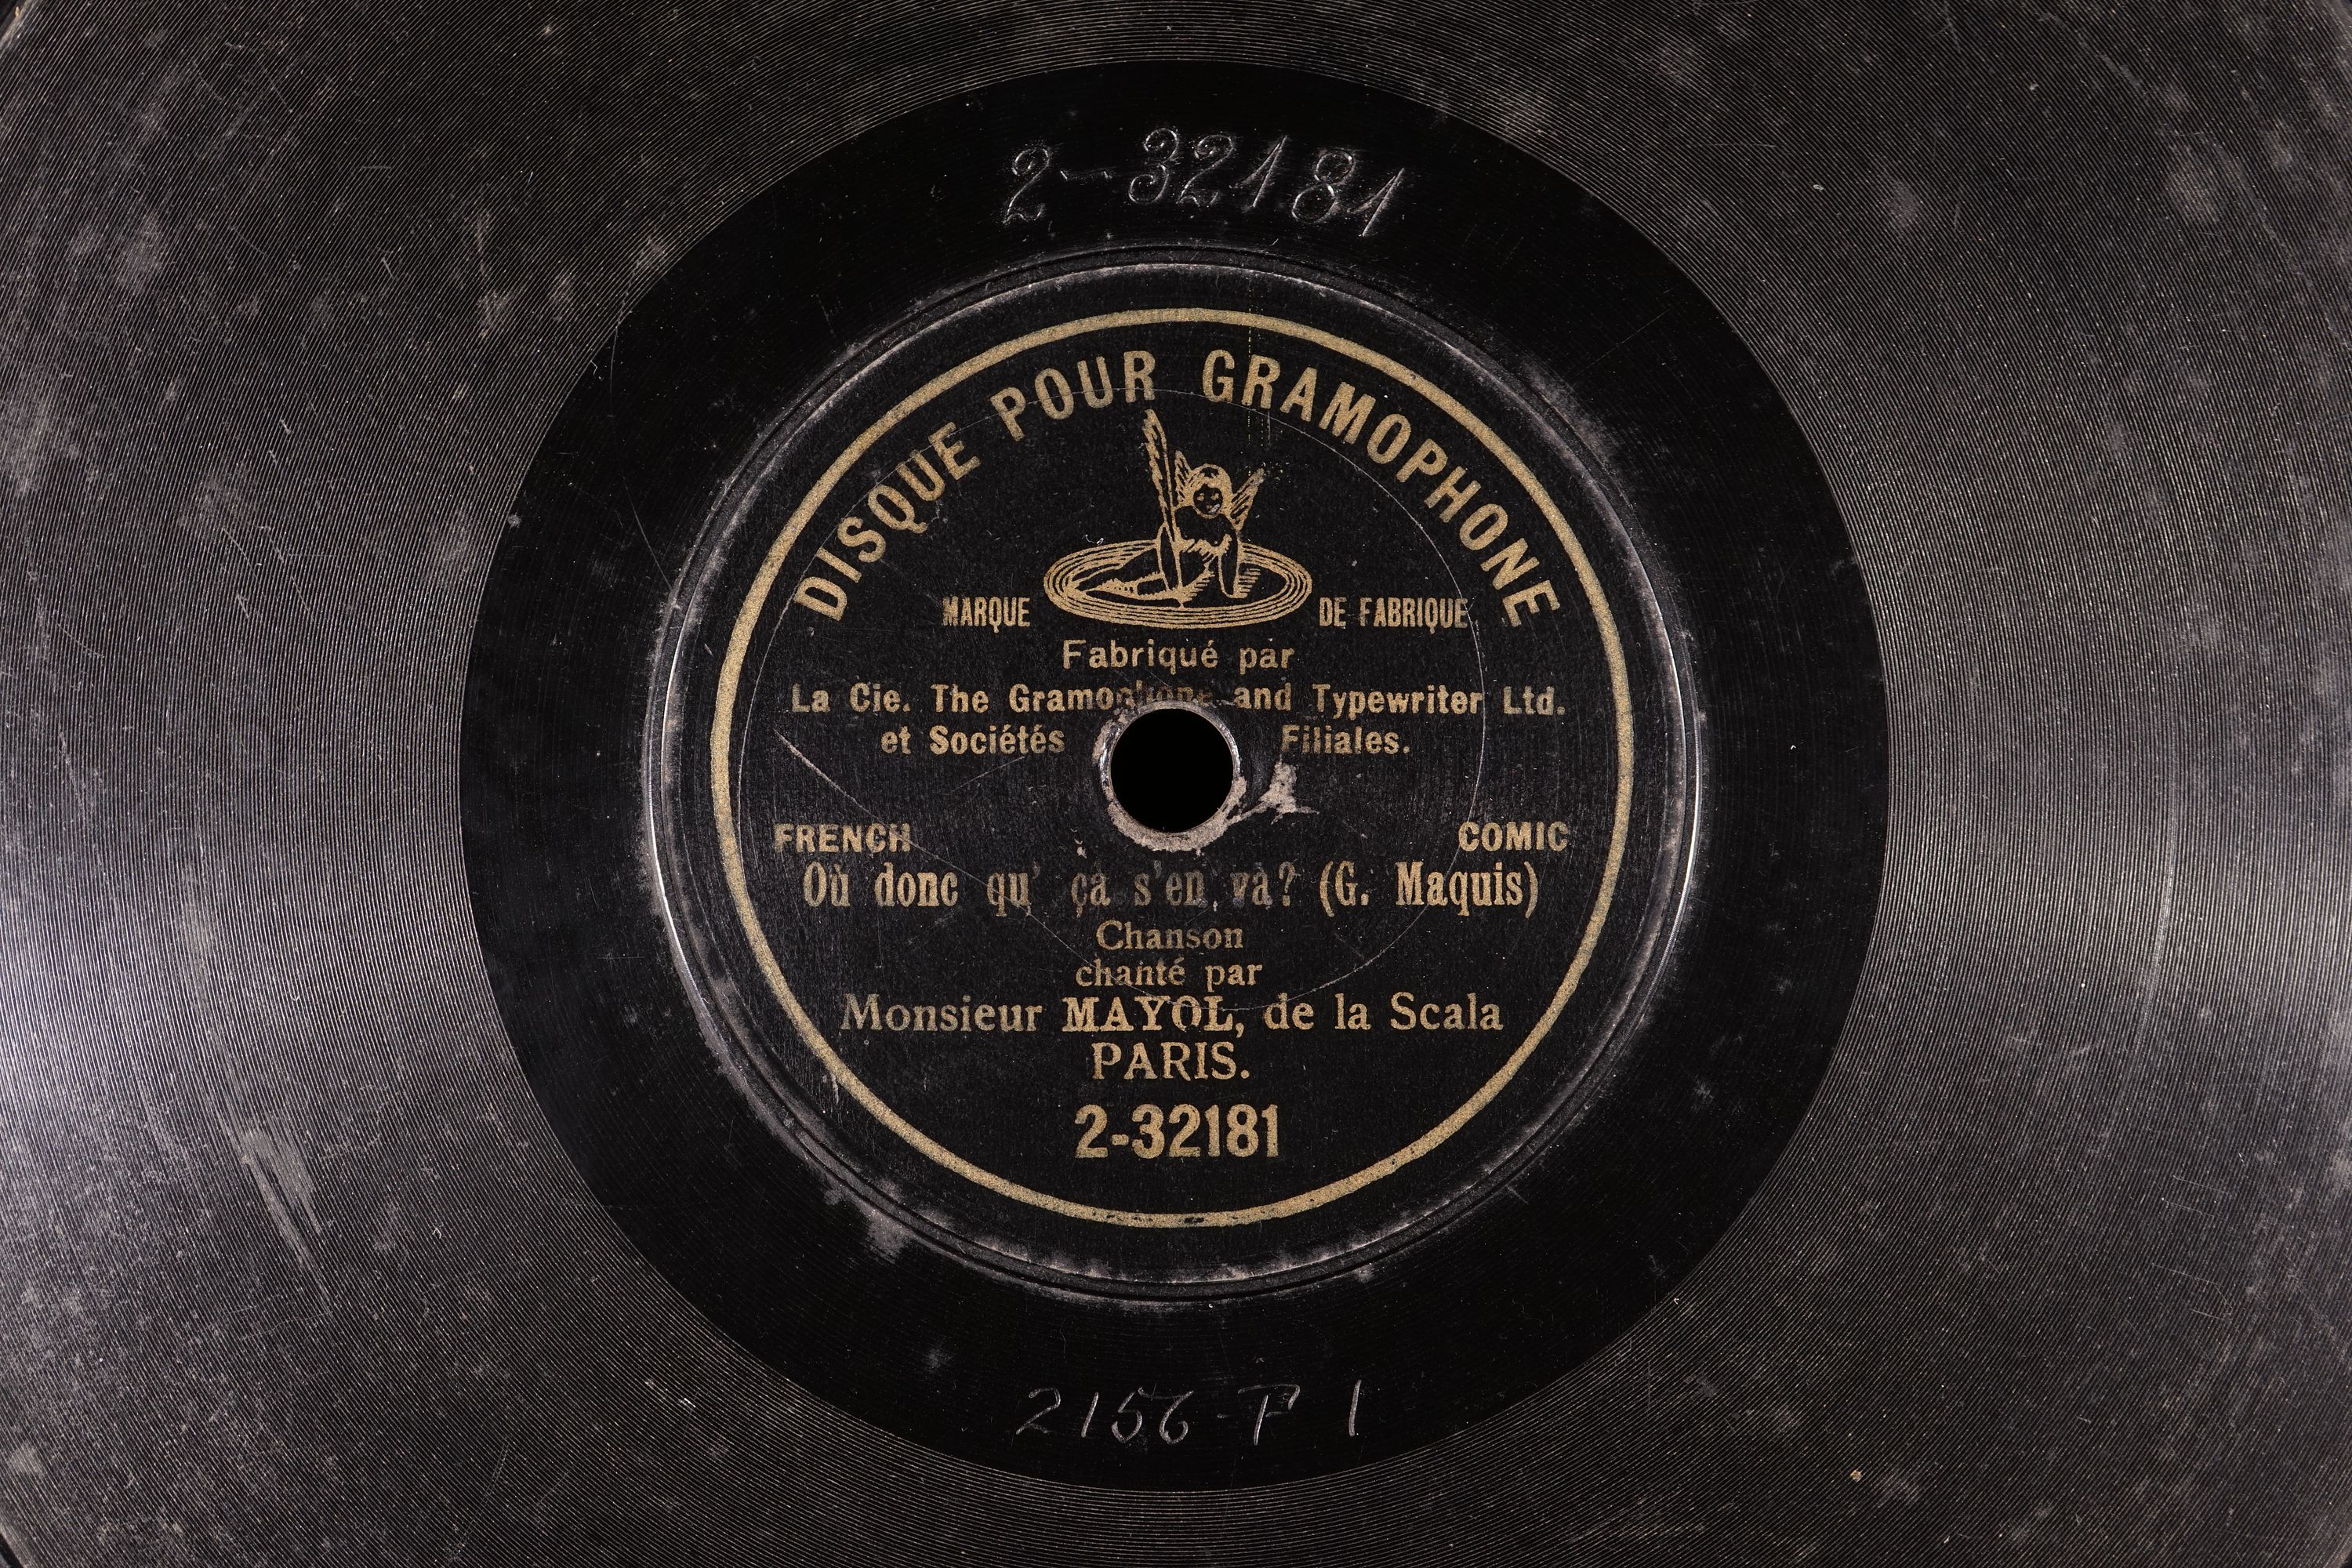 2-32181
DISQUE POUR GRAMOPHONE
MARQUE DE FABRIQUE
Fabriqué par
La Cie. The Gramophone and Typewriter Ltd.
et Sociétés Filiales.
FRENCH COMIC
Où donc qu' ça s'en và? (G. Maquis)
Chanson
chanté par
Monsieur MAYOL, de la Scala
PARIS.
2-32181
2156-F 1